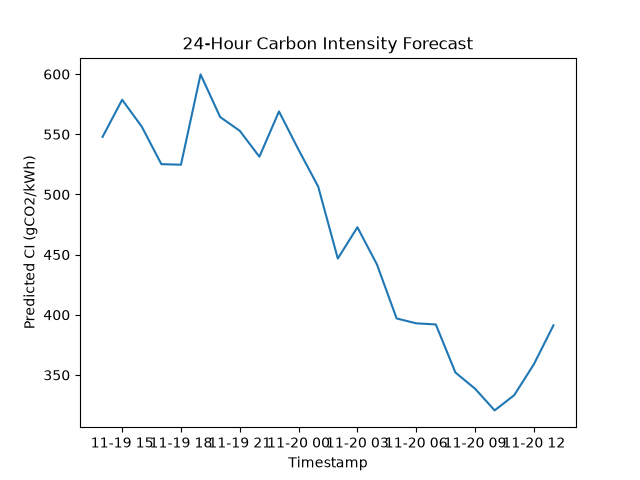 24-Hour Carbon Intensity Forecast
Predicted CI (gCO2/kWh)
600
550
500
450
400
350
11-19 15 11-19 18 11-19 21 11-20 00 11-20 03 11-20 06 11-20 09 11-20 12
Timestamp